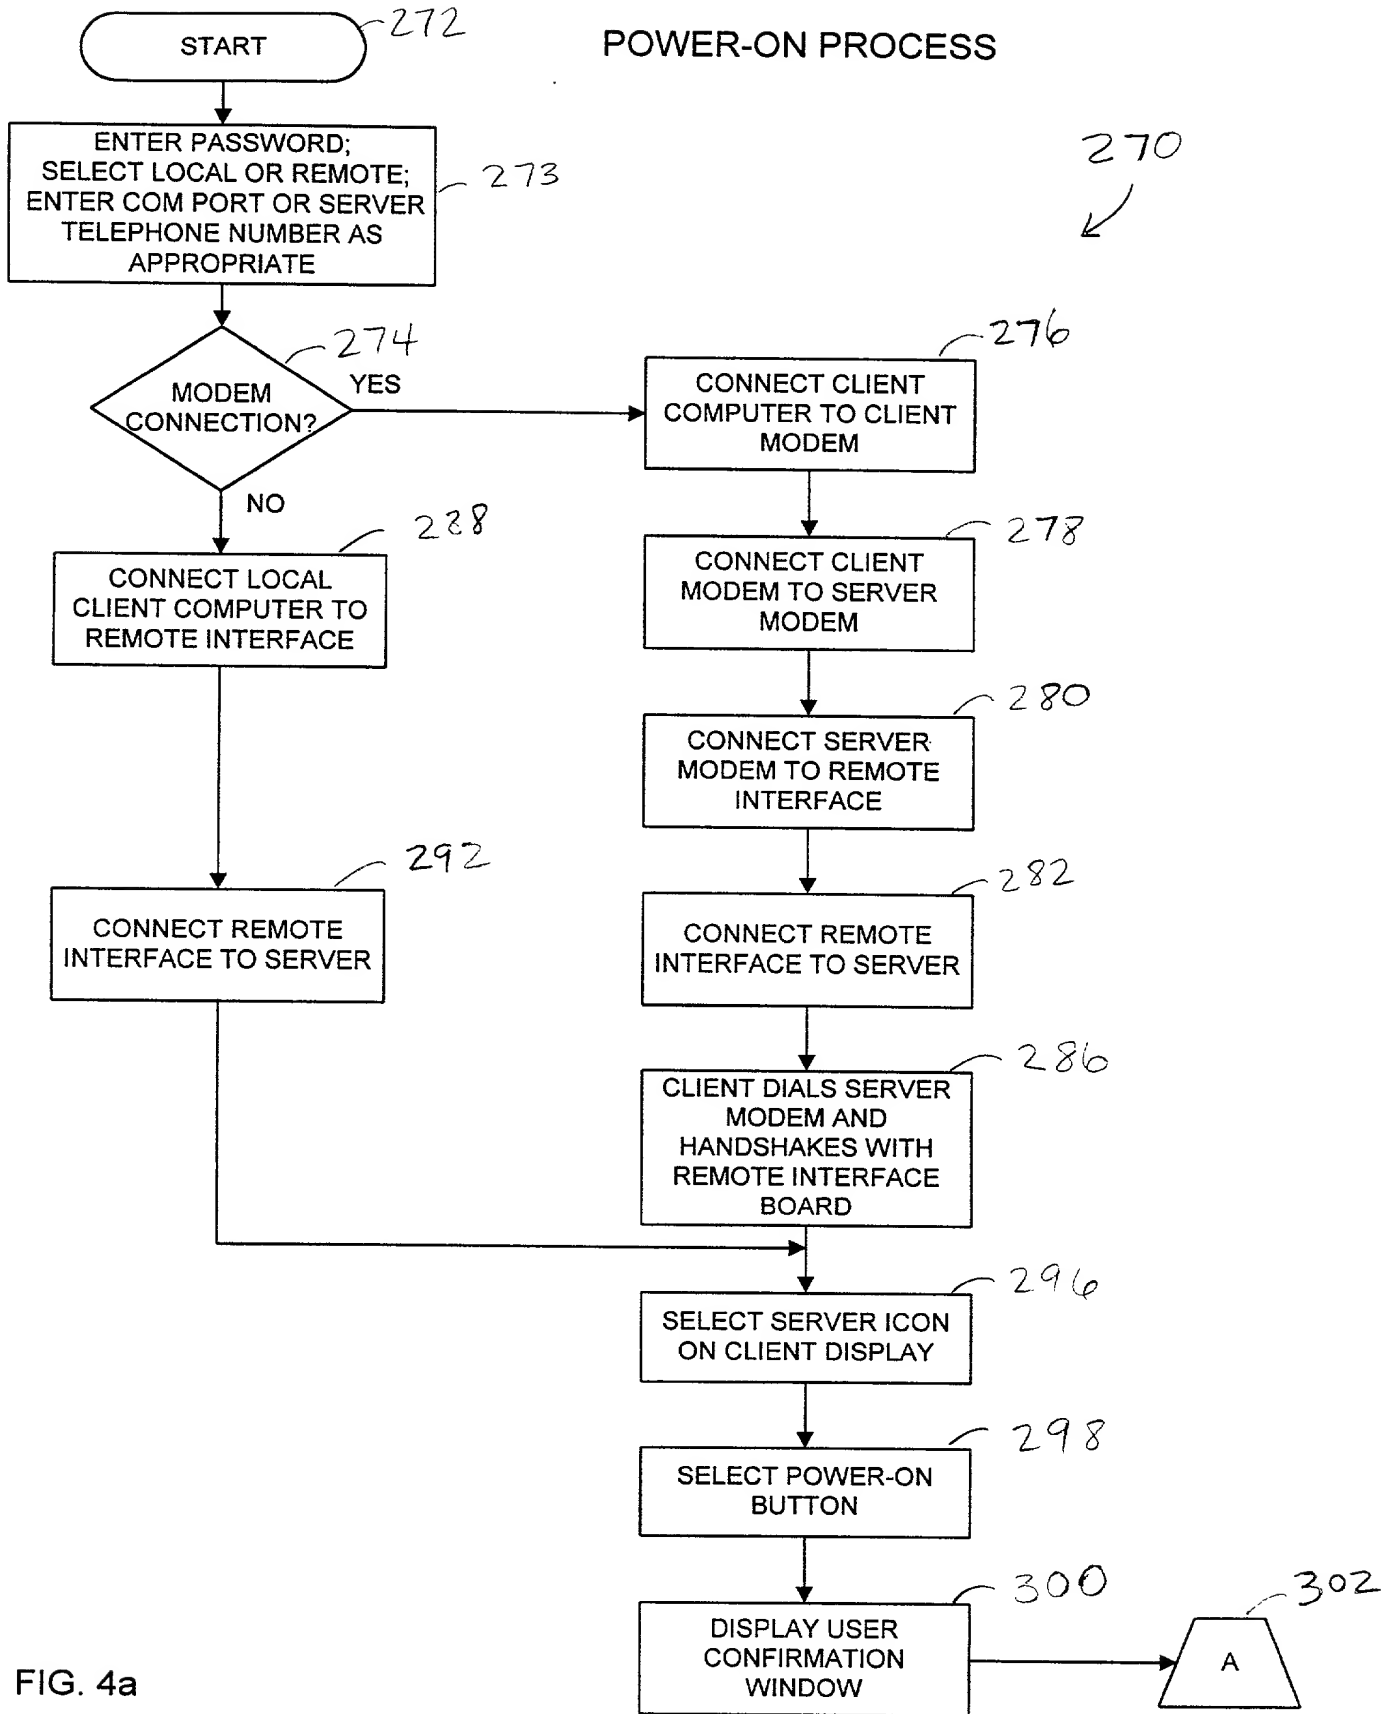 START
272
POWER-ON PROCESS
270
ENTER PASSWORD;
SELECT LOCAL OR REMOTE;
ENTER COM PORT OR SERVER
TELEPHONE NUMBER AS
APPROPRIATE
273
274
MODEM
CONNECTION?
YES
NO
276
CONNECT CLIENT
COMPUTER TO CLIENT
MODEM
228
CONNECT LOCAL
CLIENT COMPUTER TO
REMOTE INTERFACE
278
CONNECT CLIENT
MODEM TO SERVER
MODEM
280
CONNECT SERVER
MODEM TO REMOTE
INTERFACE
292
CONNECT REMOTE
INTERFACE TO SERVER
282
CONNECT REMOTE
INTERFACE TO SERVER
286
CLIENT DIALS SERVER
MODEM AND
HANDSHAKES WITH
REMOTE INTERFACE
BOARD
296
SELECT SERVER ICON
ON CLIENT DISPLAY
298
SELECT POWER-ON
BUTTON
300
DISPLAY USER
CONFIRMATION
WINDOW
302
A
FIG. 4a